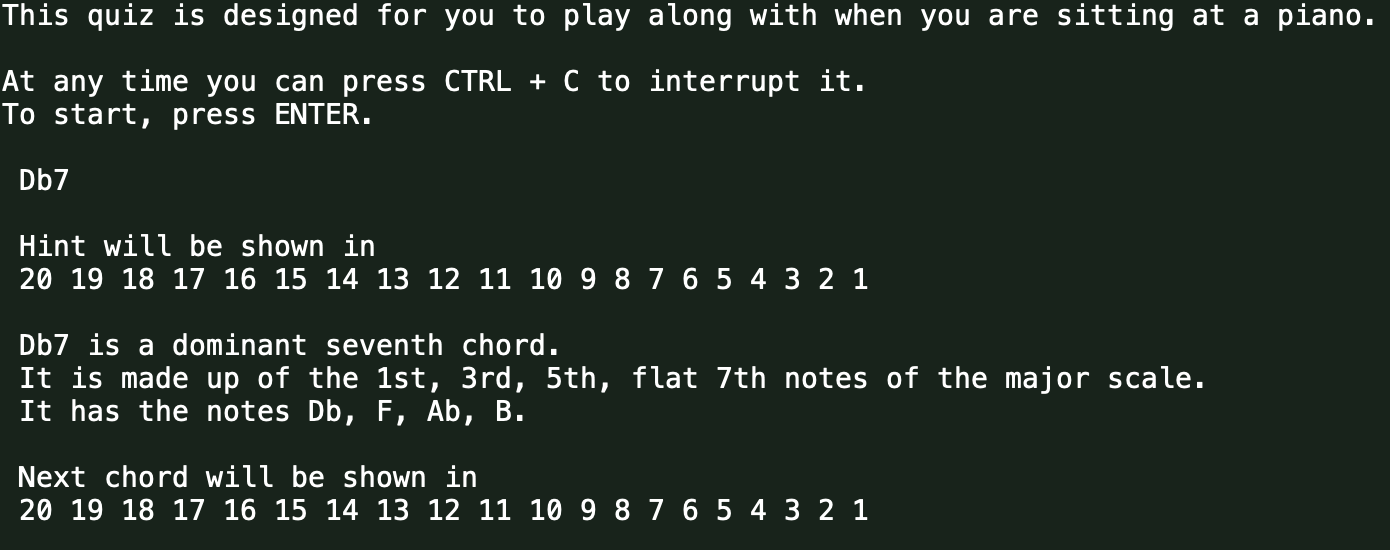 This quiz is designed for you to play along with when you are sitting at a piano.
At any time you can press CTRL + C to interrupt it.
To start, press ENTER.
Db7
Hint will be shown in
20 19 18 17 16 15 14 13 12 11 10 9 8 7 6 5 4 3 2 1
Db7 is a dominant seventh chord.
It is made up of the 1st, 3rd, 5th, flat 7th notes of the major scale.
It has the notes Db, F, Ab, B.
Next chord will be shown in
20 19 18 17 16 15 14 13 12 11 10 9 8 7 6 5 4 3 2 1